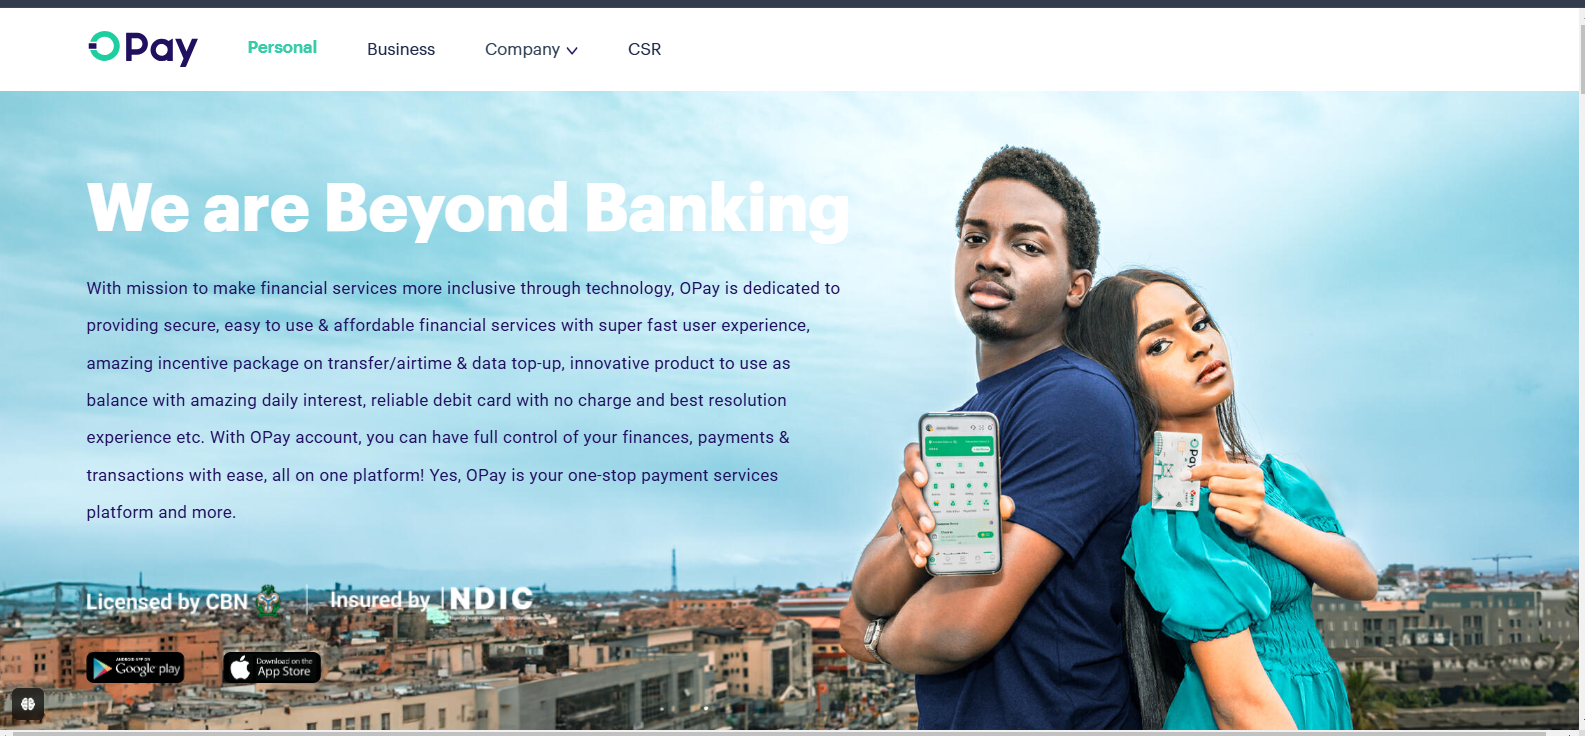 OPay
Personal
Business
Company
CSR
We are Beyond Banking
With mission to make financial services more inclusive through technology, OPay is dedicated to
providing secure, easy to use & affordable financial services with super fast user experience,
amazing incentive package on transfer/airtime & data top-up, innovative product to use as
balance with amazing daily interest, reliable debit card with no charge and best resolution
experience etc. With OPay account, you can have full control of your finances, payments &
transactions with ease, all on one platform! Yes, OPay is your one-stop payment services
platform and more.
Licensed by CBN
Insured by NDIC
ANDROID APP ON
Google play
Download on the
App Store
OPay